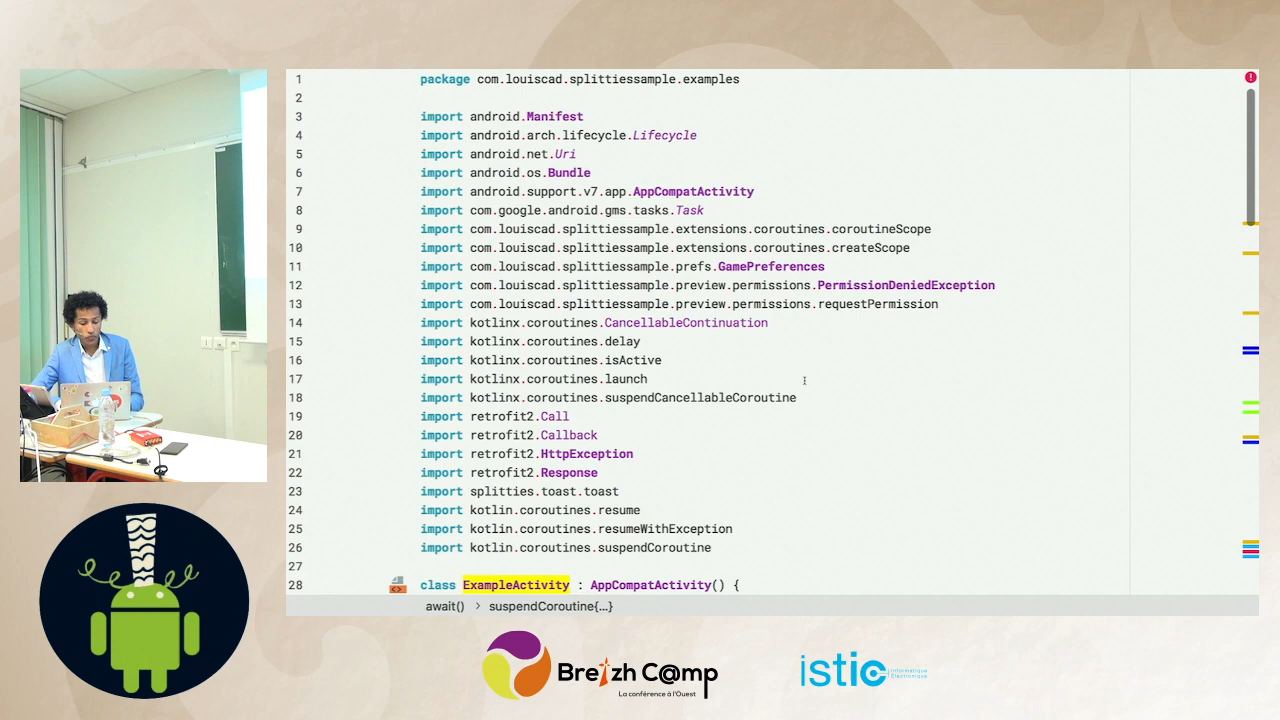 1 package com.louiscad.splittiessample.examples
2
3 import android.Manifest
4 import android.arch.lifecycle.Lifecycle
5 import android.net.Uri
6 import android.os.Bundle
7 import android.support.v7.app.AppCompatActivity
8 import com.google.android.gms.tasks.Task
9 import com.louiscad.splittiessample.extensions.coroutines.coroutineScope
10 import com.louiscad.splittiessample.extensions.coroutines.createScope
11 import com.louiscad.splittiessample.prefs.GamePreferences
12 import com.louiscad.splittiessample.preview.permissions.PermissionDeniedException
13 import com.louiscad.splittiessample.preview.permissions.requestPermission
14 import kotlinx.coroutines.CancellableContinuation
15 import kotlinx.coroutines.delay
16 import kotlinx.coroutines.isActive
17 import kotlinx.coroutines.launch
18 import kotlinx.coroutines.suspendCancellableCoroutine
19 import retrofit2.Call
20 import retrofit2.Callback
21 import retrofit2.HttpException
22 import retrofit2.Response
23 import splitties.toast.toast
24 import kotlin.coroutines.resume
25 import kotlin.coroutines.resumeWithException
26 import kotlin.coroutines.suspendCoroutine
27
28 class ExampleActivity : AppCompatActivity() {
await() > suspendCoroutine{...}
Breizh C@mp
La conférence à l'Ouest
istic
Informatique
Électronique